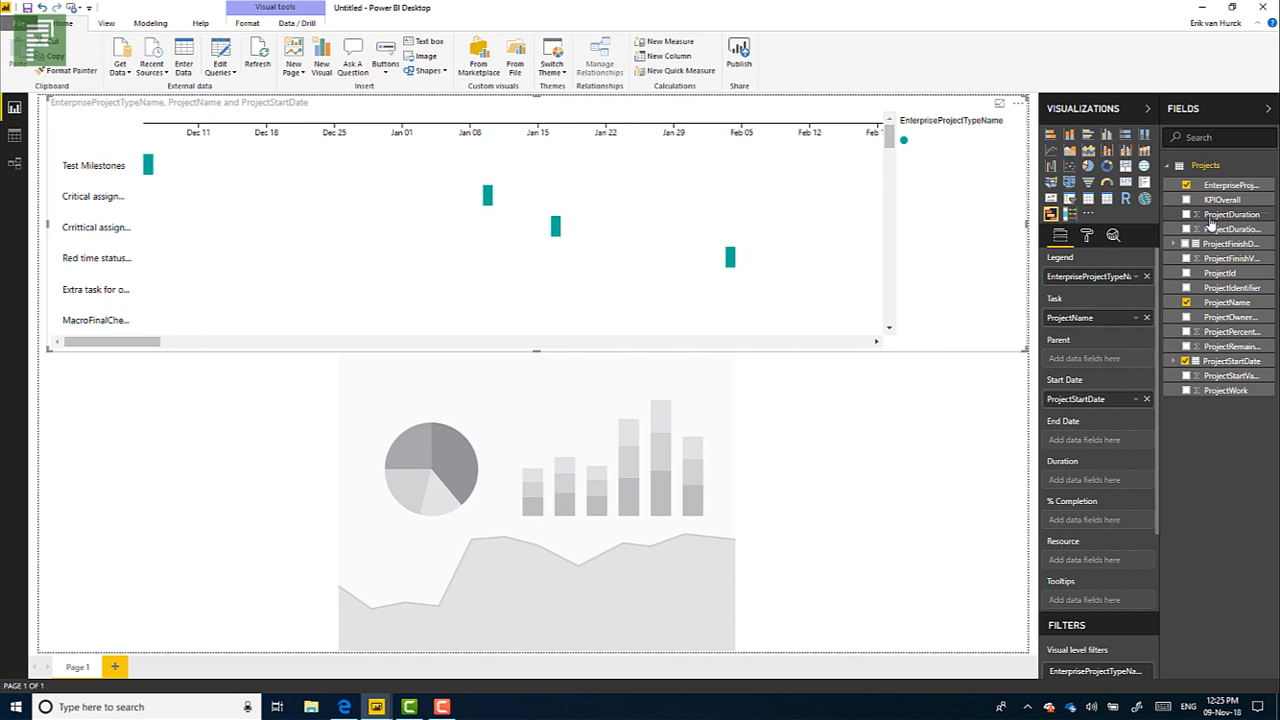 Visual tools
Untitled - Power BI Desktop
Erik van Hurck
File
Home
View
Modeling
Help
Format
Data / Drill
Paste
Cut
Copy
Format Painter
Clipboard
Get Data
Recent Sources
Enter Data
Edit Queries
Refresh
External data
New Page
New Visual
Ask A Question
Buttons
Text box
Image
Shapes
Insert
From Marketplace
From File
Custom visuals
Switch Theme
Themes
Manage Relationships
Relationships
New Measure
New Column
New Quick Measure
Calculations
Publish
Share
EnterpriseProjectTypeName, ProjectName and ProjectStartDate
Dec 11
Dec 18
Dec 25
Jan 01
Jan 08
Jan 15
Jan 22
Jan 29
Feb 05
Feb 12
EnterpriseProjectTypeName
Test Milestones
Critical assign...
Crrittical assign...
Red time status...
Extra task for o...
MacroFinalChe...
VISUALIZATIONS
Legend
EnterpriseProjectTypeNa
Task
ProjectName
Parent
Add data fields here
Start Date
ProjectStartDate
End Date
Add data fields here
Duration
Add data fields here
% Completion
Add data fields here
Resource
Add data fields here
Tooltips
Add data fields here
FILTERS
Visual level filters
EnterpriseProjectTypeNa...
FIELDS
Search
Projects
EnterpriseProj...
KPIOverall
ProjectDuration
ProjectDuratio...
ProjectFinishD...
ProjectFinishV...
ProjectId
ProjectIdentifier
ProjectName
ProjectOwner...
ProjectPercent...
ProjectRemain...
ProjectStartDate
ProjectStartVa...
ProjectWork
Page 1
PAGE 1 OF 1
Type here to search
ENG
12:25 PM
09-Nov-18